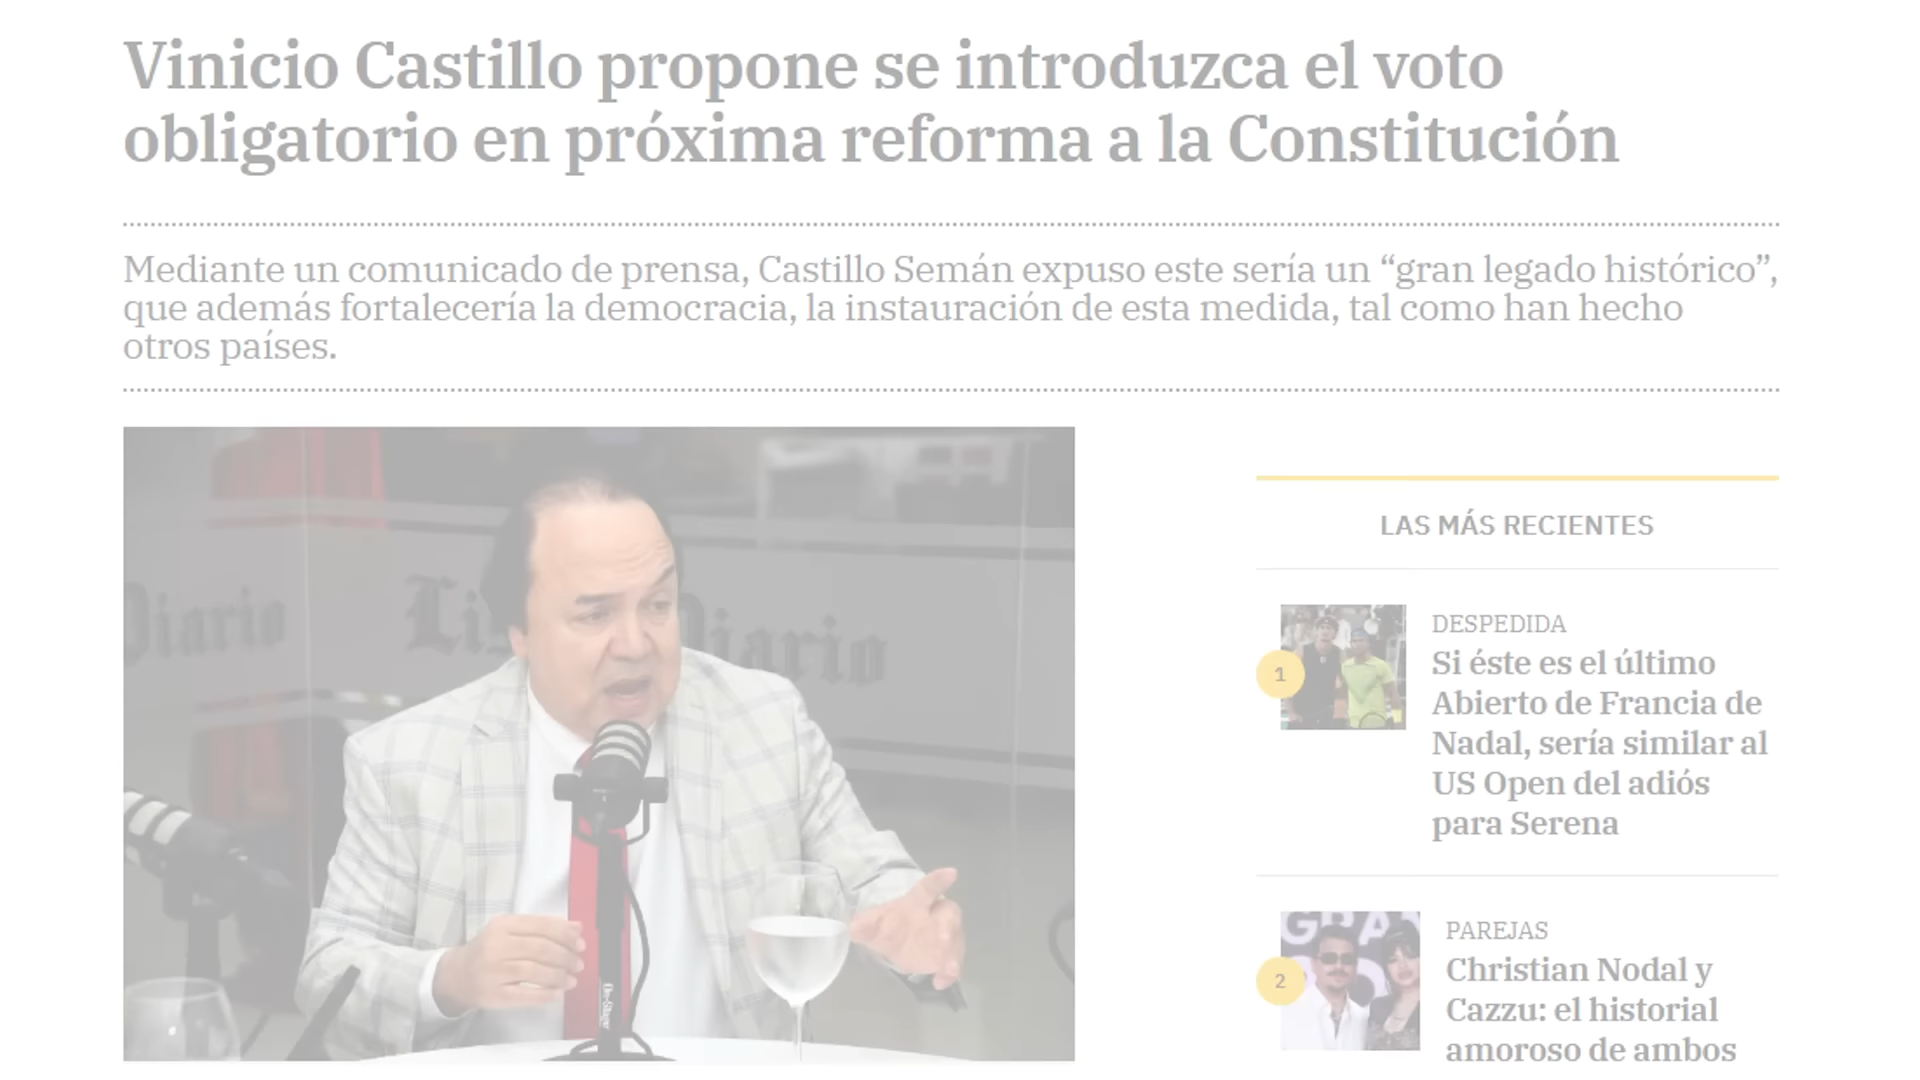 Vinicio Castillo propone se introduzca el voto
obligatorio en próxima reforma a la Constitución
Mediante un comunicado de prensa, Castillo Semán expuso este sería un “gran legado histórico”,
que además fortalecería la democracia, la instauración de esta medida, tal como han hecho
otros países.
Diario Diario
On-Stage
LAS MÁS RECIENTES
1
DESPEDIDA
Si éste es el último
Abierto de Francia de
Nadal, sería similar al
US Open del adiós
para Serena
2
PAREJAS
Christian Nodal y
Cazzu: el historial
amoroso de ambos